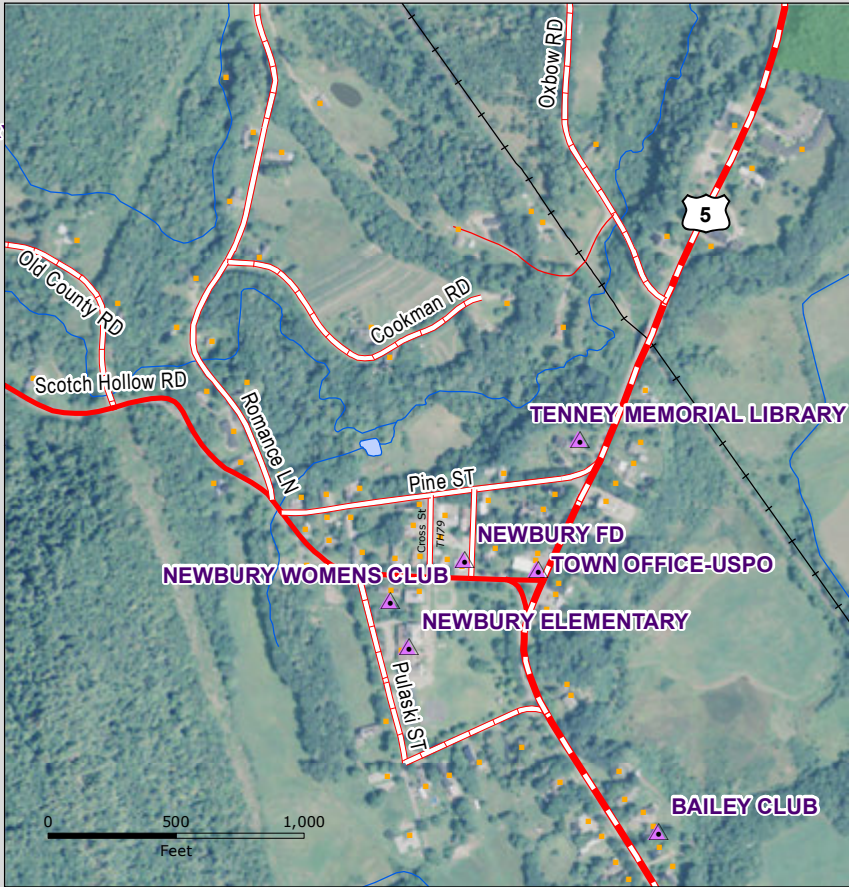 Oxbow RD
5
Old County RD
Cookman RD
Scotch Hollow RD
Romance LN
TENNEY MEMORIAL LIBRARY
Pine ST
Cross St
TH79
NEWBURY FD
TOWN OFFICE-USPO
NEWBURY WOMENS CLUB
NEWBURY ELEMENTARY
Pulaski ST
BAILEY CLUB
0 500 1,000
Feet